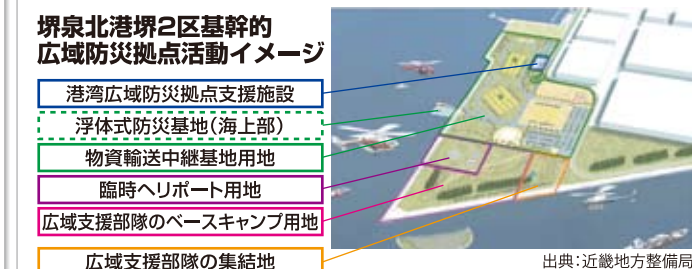 堺泉北港堺2区基幹的
広域防災拠点活動イメージ
港湾広域防災拠点支援施設
浮体式防災基地（海上部）
物資輸送中継基地用地
臨時ヘリポート用地
広域支援部隊のベースキャンプ用地
広域支援部隊の集結地
出典：近畿地方整備局